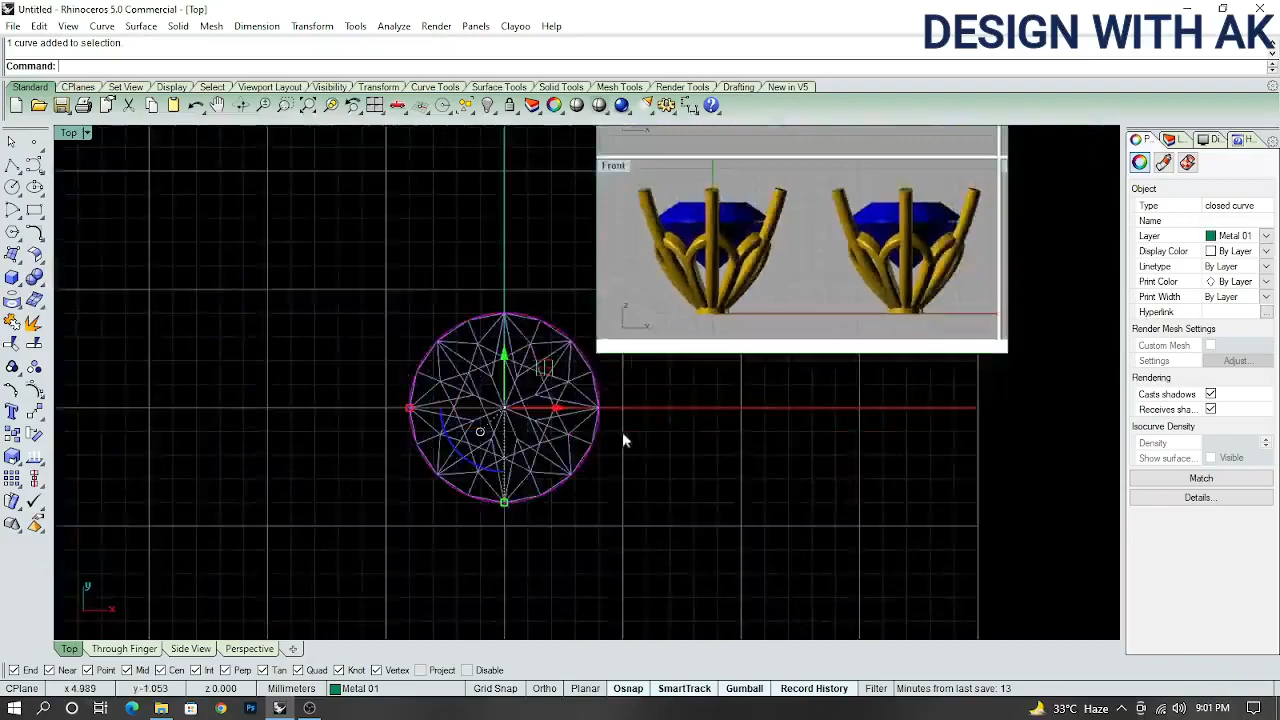 Untitled - Rhinoceros 5.0 Commercial - [Top]
DESIGN WITH AK
File Edit View Curve Surface Solid Mesh Dimension Transform Tools Analyze Render Panels Clayoo Help
1 curve added to selection.
Command:
Standard CPlanes Set View Display Select Viewport Layout Visibility Transform Curve Tools Surface Tools Solid Tools Mesh Tools Render Tools Drafting New in V5
Top
Front
z
x
x
y
x
Object
Type closed curve
Name
Layer Metal 01
Display Color By Layer
Linetype By Layer
Print Color By Layer
Print Width By Layer
Hyperlink ...
Render Mesh Settings
Custom Mesh
Settings Adjust...
Rendering
Casts shadows
Receives sha...
Isocurve Density
Density
Show surface... Visible
Match
Details...
Top Through Finger Side View Perspective
End Near Point Mid Cen Int Perp Tan Quad Knot Vertex Project Disable
CPlane x 4.989 y -1.053 z 0.000 Millimeters Metal 01 Grid Snap Ortho Planar Osnap SmartTrack Gumball Record History Filter Minutes from last save: 13
Ps
33°C Haze 9:01 PM